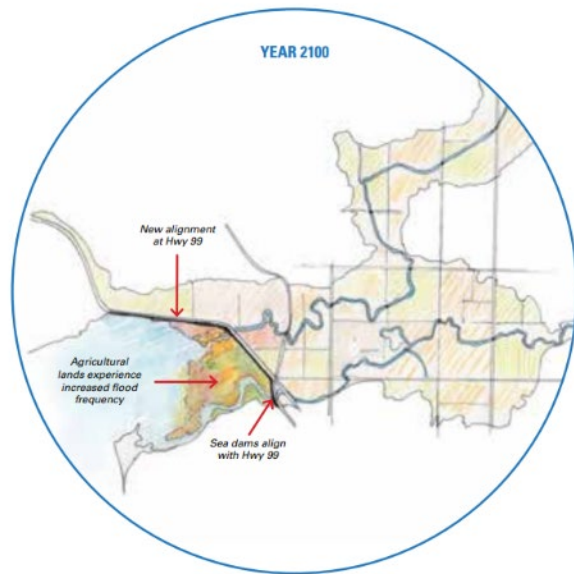 YEAR 2100
New alignment
at Hwy 99
Agricultural
lands experience
increased flood
frequency
Sea dams align
with Hwy 99